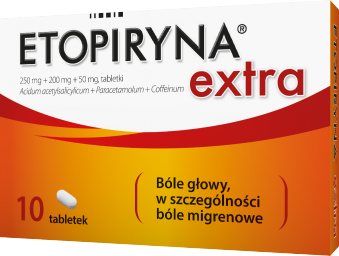 ETOPIRYNA®
extra
250 mg + 200 mg + 50 mg, tabletki
Acidum acetylsalicylicum + Paracetamolum + Coffeinum
Bóle głowy,
w szczególności
bóle migrenowe
10 tabletek